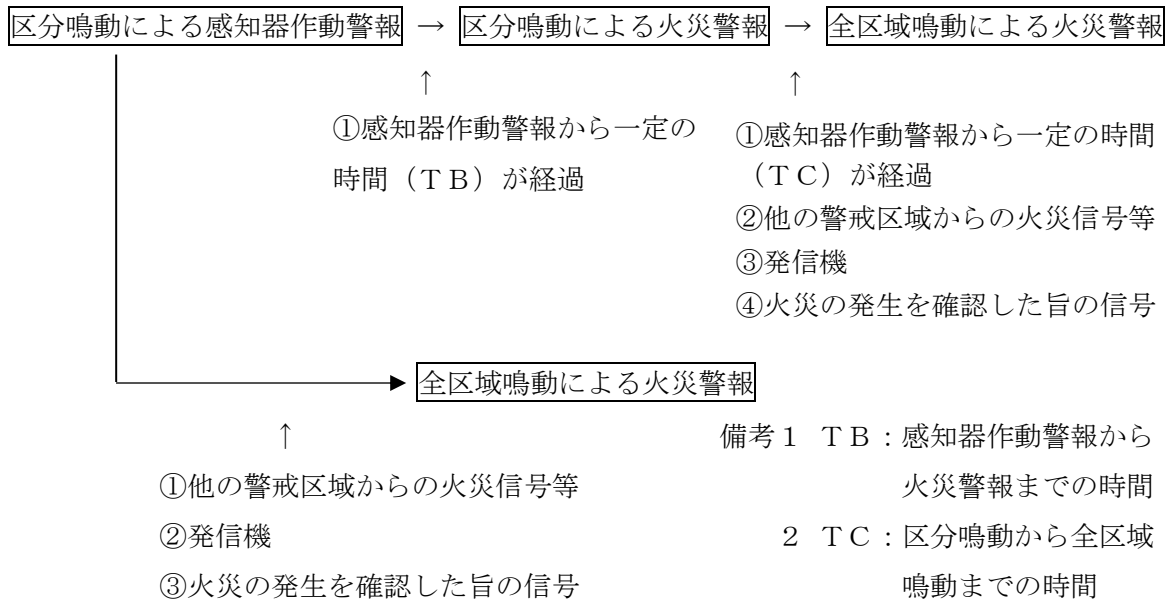 区分鳴動による感知器作動警報 → 区分鳴動による火災警報 → 全区域鳴動による火災警報
↑ ↑
①感知器作動警報から一定の
時間(TB)が経過
①感知器作動警報から一定の時間
(TC)が経過
②他の警戒区域からの火災信号等
③発信機
④火災の発生を確認した旨の信号
全区域鳴動による火災警報
↑
①他の警戒区域からの火災信号等
②発信機
③火災の発生を確認した旨の信号
備考1 TB:感知器作動警報から
火災警報までの時間
2 TC:区分鳴動から全区域
鳴動までの時間